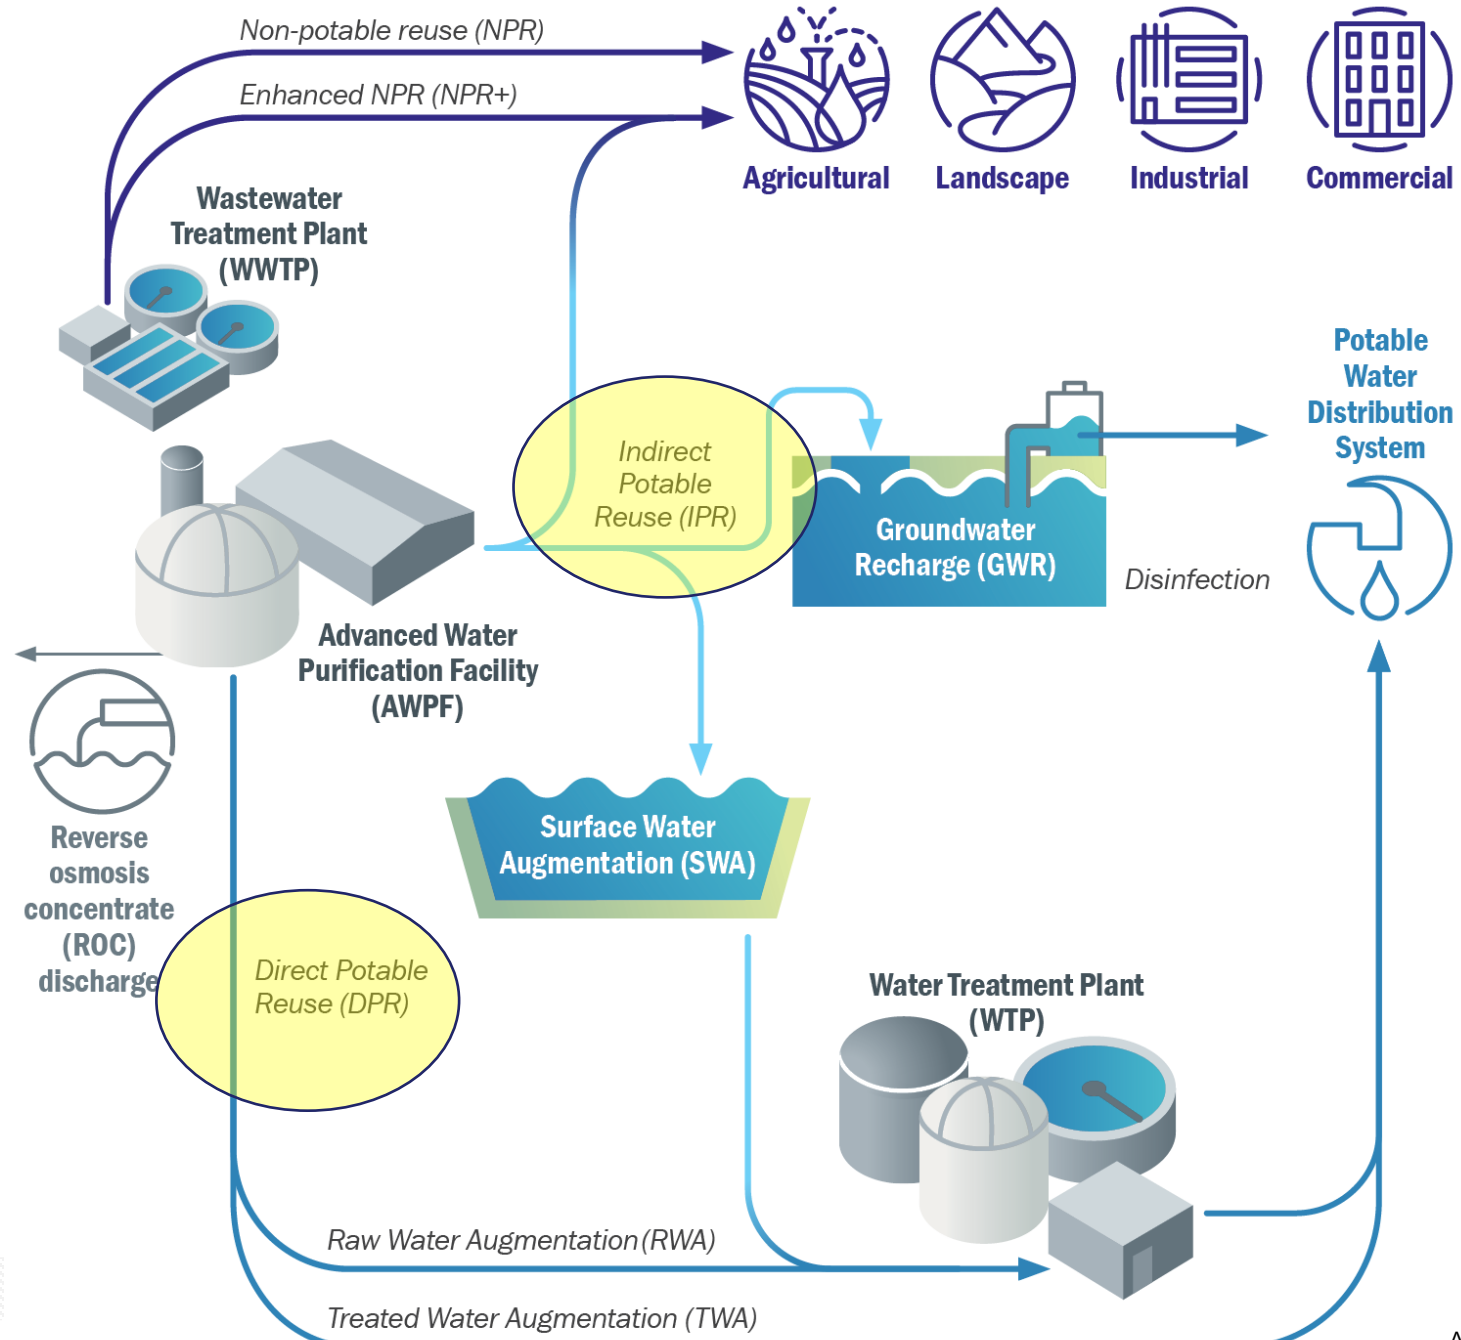 Non-potable reuse (NPR)
Enhanced NPR (NPR+)
Agricultural
Landscape
Industrial
Commercial
Wastewater
Treatment Plant
(WWTP)
Potable
Water
Distribution
System
Indirect
Potable
Reuse (IPR)
Groundwater
Recharge (GWR)
Disinfection
Advanced Water
Purification Facility
(AWPF)
Reverse
osmosis
concentrate
(ROC)
discharge
Surface Water
Augmentation (SWA)
Direct Potable
Reuse (DPR)
Water Treatment Plant
(WTP)
Raw Water Augmentation (RWA)
Treated Water Augmentation (TWA)